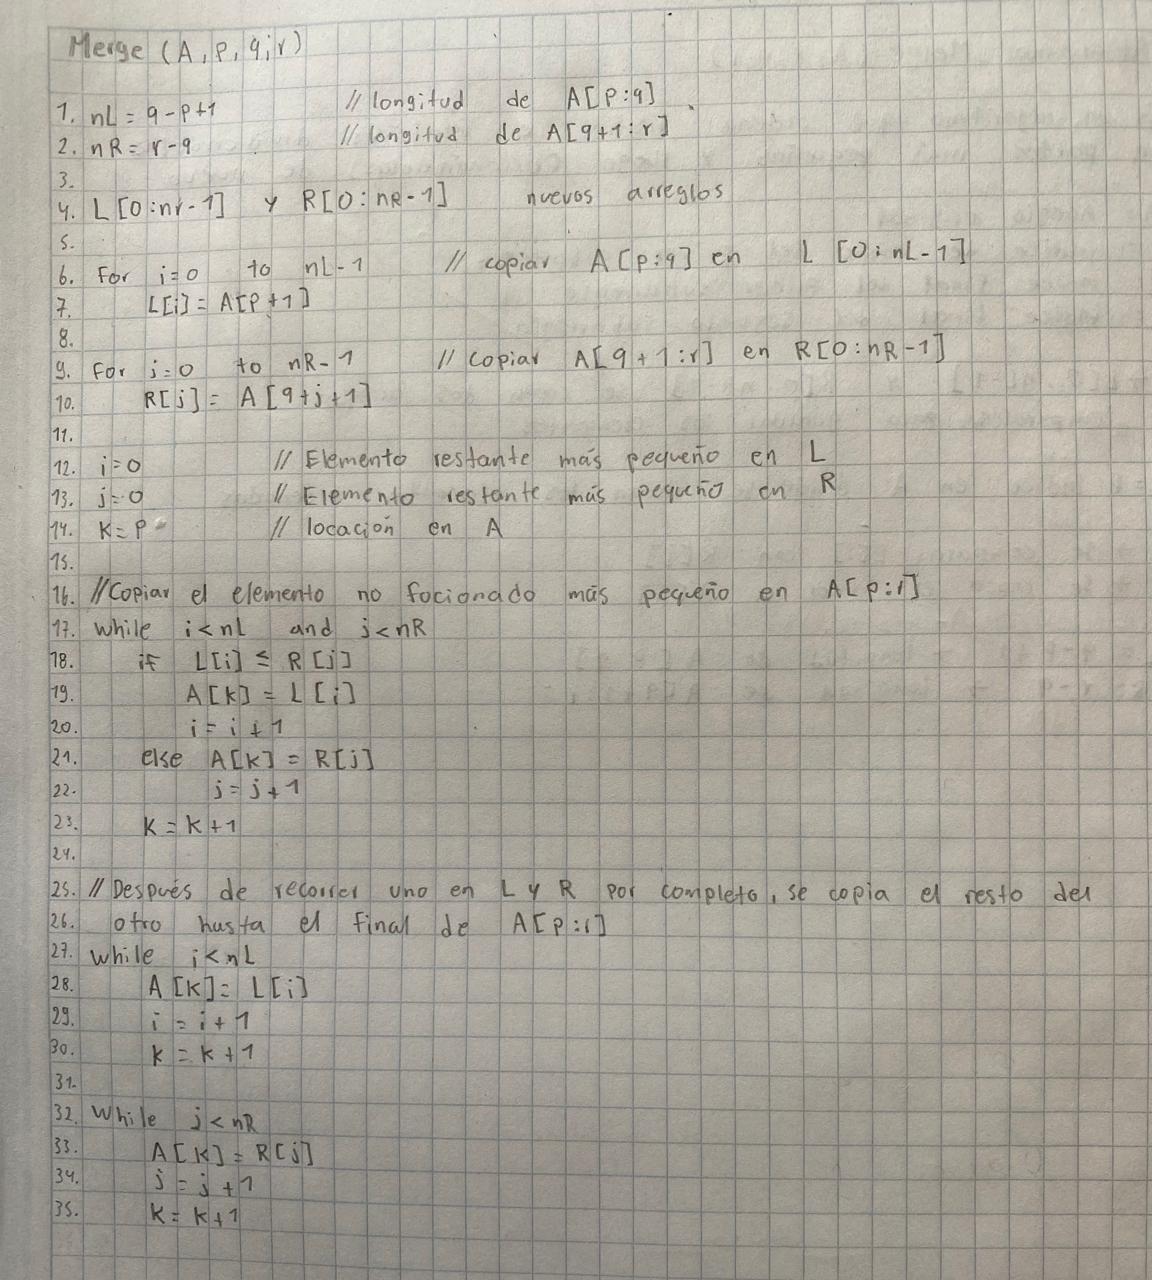 Merge (A, p, q, r)
1. nL = q-p+1 // longitud de A[p:q]
2. nR = r-q // longitud de A[q+1:r]
3.
4. L[0:nr-1] y R[0:nR-1] nuevos arreglos
5.
6. For i=0 to nL-1 // copiar A[p:q] en L [0:nL-1]
7. L[i] = A[p+1]
8.
9. For j=0 to nR-1 // copiar A[q+1:r] en R[0:nR-1]
10. R[j] = A[q+j+1]
11.
12. i=0 // Elemento restante más pequeño en L
13. j=0 // Elemento restante más pequeño en R
14. K=p // locación en A
15.
16. //Copiar el elemento no focionado más pequeño en A[p:r]
17. while i<nL and j<nR
18. if L[i] ≤ R[j]
19. A[k] = L[i]
20. i = i + 1
21. else A[k] = R[j]
22. j = j + 1
23. K = k + 1
24.
25. // Después de recorrer uno en L y R por completo, se copia el resto del
26. otro hasta el final de A[p:r]
27. while i<nL
28. A[K] = L[i]
29. i = i + 1
30. k = k + 1
31.
32. While j<nR
33. A[K] = R[j]
34. j = j + 1
35. k = k + 1